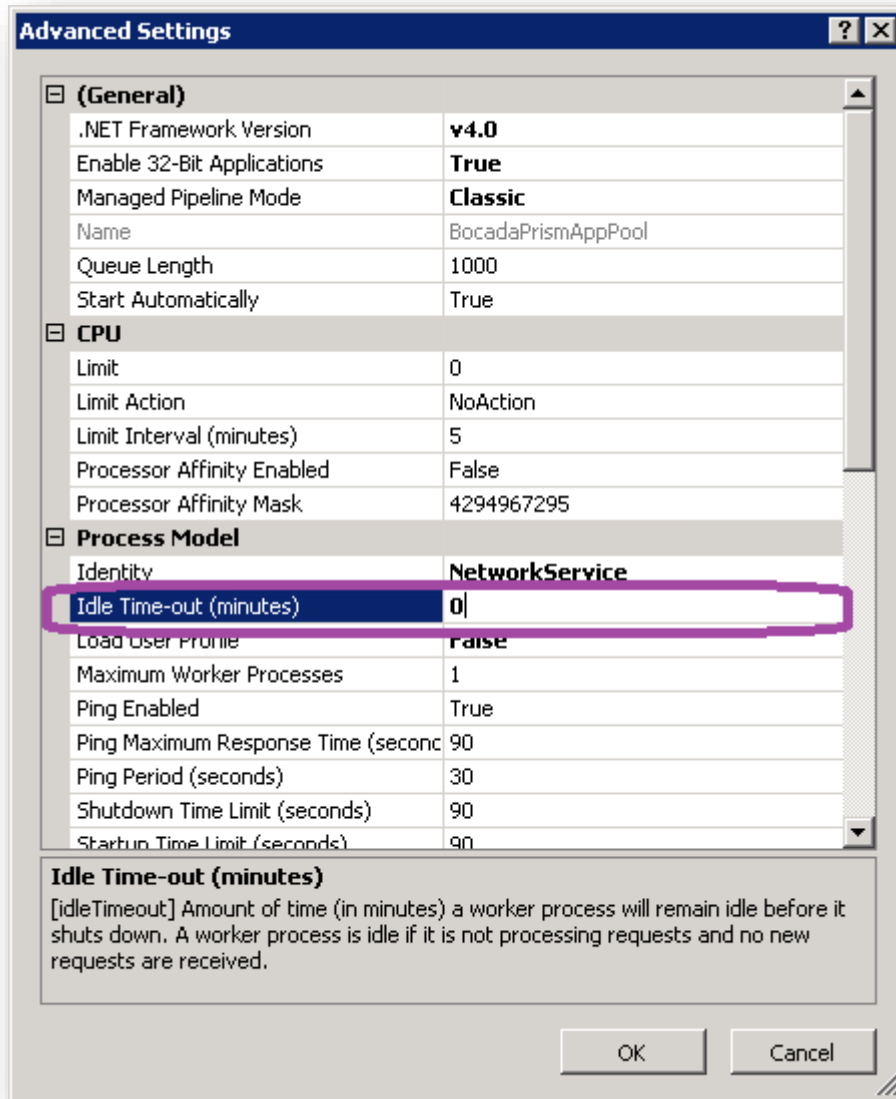 Advanced Settings
(General)
.NET Framework Version v4.0
Enable 32-Bit Applications True
Managed Pipeline Mode Classic
Name BocadaPrismAppPool
Queue Length 1000
Start Automatically True
CPU
Limit 0
Limit Action NoAction
Limit Interval (minutes) 5
Processor Affinity Enabled False
Processor Affinity Mask 4294967295
Process Model
Identity NetworkService
Idle Time-out (minutes) 0
Load User Profile False
Maximum Worker Processes 1
Ping Enabled True
Ping Maximum Response Time (secon 90
Ping Period (seconds) 30
Shutdown Time Limit (seconds) 90
Startup Time Limit (seconds) 90
Idle Time-out (minutes)
[idleTimeout] Amount of time (in minutes) a worker process will remain idle before it
shuts down. A worker process is idle if it is not processing requests and no new
requests are received.
OK Cancel